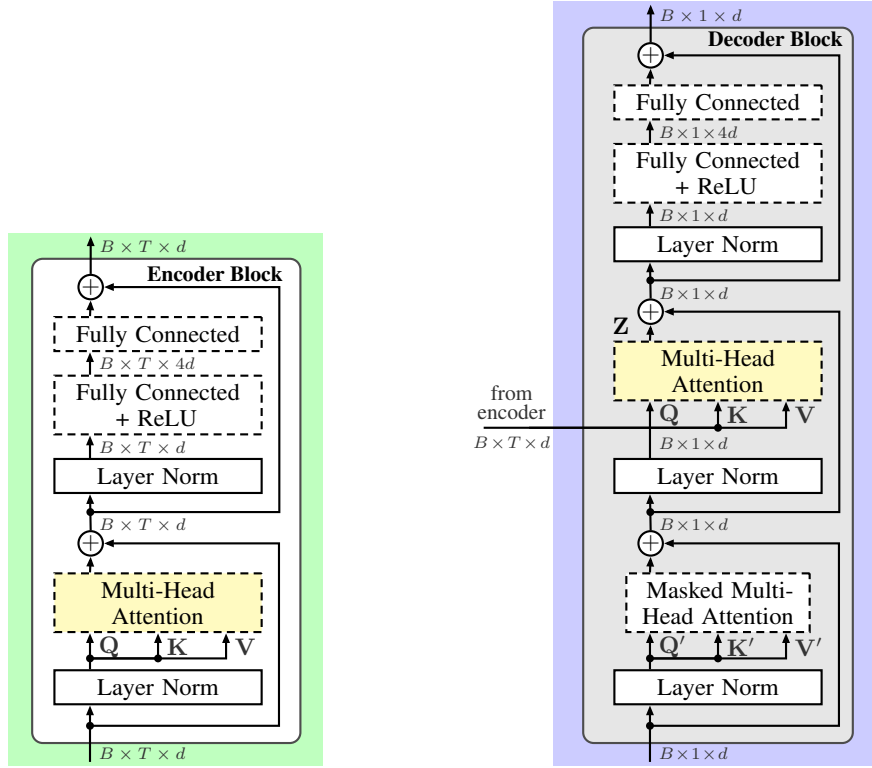 B × T × d
Encoder Block
Fully Connected
B × T × 4d
Fully Connected
+ ReLU
B × T × d
Layer Norm
B × T × d
Multi-Head
Attention
Q K V
Layer Norm
B × T × d
B × 1 × d
Decoder Block
Fully Connected
B×1×4d
Fully Connected
+ ReLU
B×1×d
Layer Norm
B×1×d
Z
Multi-Head
Attention
from
encoder
Q K V
B×T×d
B×1×d
Layer Norm
B×1×d
Masked Multi-
Head Attention
Q′ K′ V′
Layer Norm
B×1×d